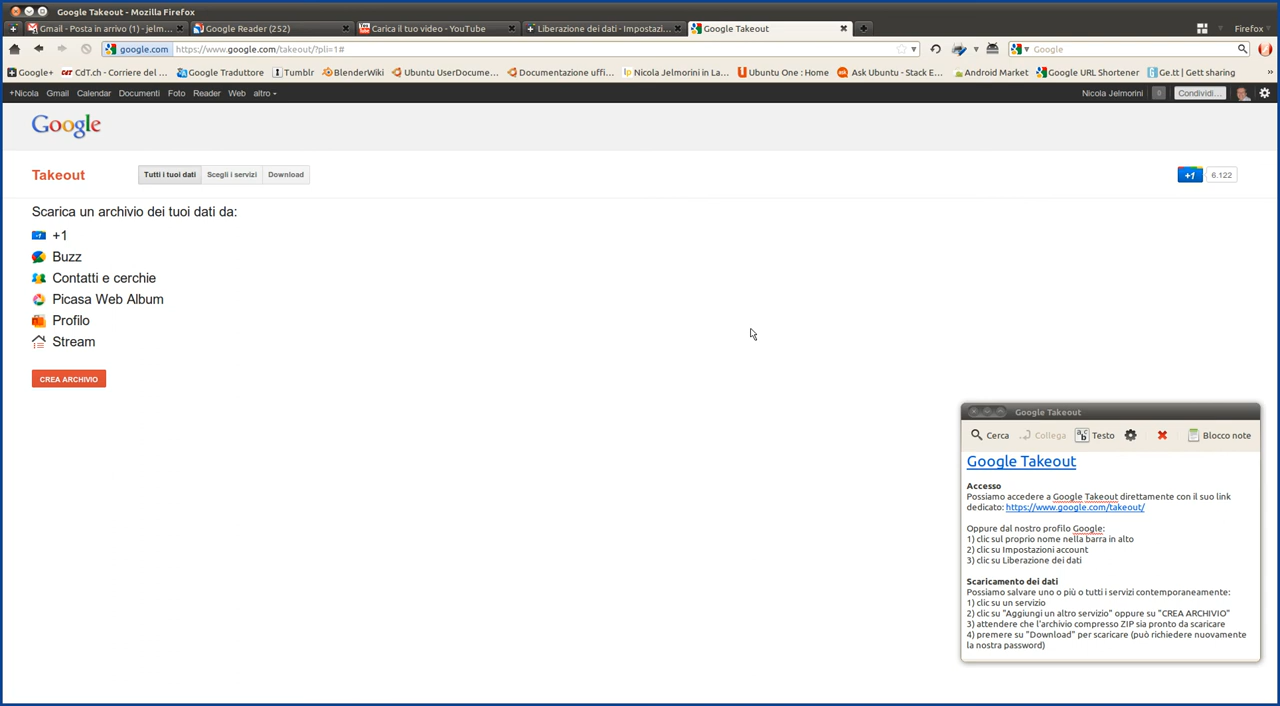 Google Takeout - Mozilla Firefox
Gmail - Posta in arrivo (1) - jelm...
Google Reader (252)
Carica il tuo video - YouTube
Liberazione dei dati - Impostazi...
Google Takeout
Firefox
google.com https://www.google.com/takeout/?pli=1#
Google
Google+ CdT.ch - Corriere del ... Google Traduttore Tumblr BlenderWiki Ubuntu UserDocume... Documentazione uffi... Nicola Jelmorini in La... Ubuntu One : Home Ask Ubuntu - Stack E... Android Market Google URL Shortener Ge.tt | Gett sharing »
+Nicola Gmail Calendar Documenti Foto Reader Web altro
Nicola Jelmorini 0 Condividi...
Google
Takeout
Tutti i tuoi dati Scegli i servizi Download
+1 6.122
Scarica un archivio dei tuoi dati da:
+1
Buzz
Contatti e cerchie
Picasa Web Album
Profilo
Stream
CREA ARCHIVIO
Google Takeout
Cerca Collega Testo Blocco note
Google Takeout
Accesso
Possiamo accedere a Google Takeout direttamente con il suo link
dedicato: https://www.google.com/takeout/
Oppure dal nostro profilo Google:
1) clic sul proprio nome nella barra in alto
2) clic su Impostazioni account
3) clic su Liberazione dei dati
Scaricamento dei dati
Possiamo salvare uno o più o tutti i servizi contemporaneamente:
1) clic su un servizio
2) clic su "Aggiungi un altro servizio" oppure su "CREA ARCHIVIO"
3) attendere che l'archivio compresso ZIP sia pronto da scaricare
4) premere su "Download" per scaricare (può richiedere nuovamente
la nostra password)